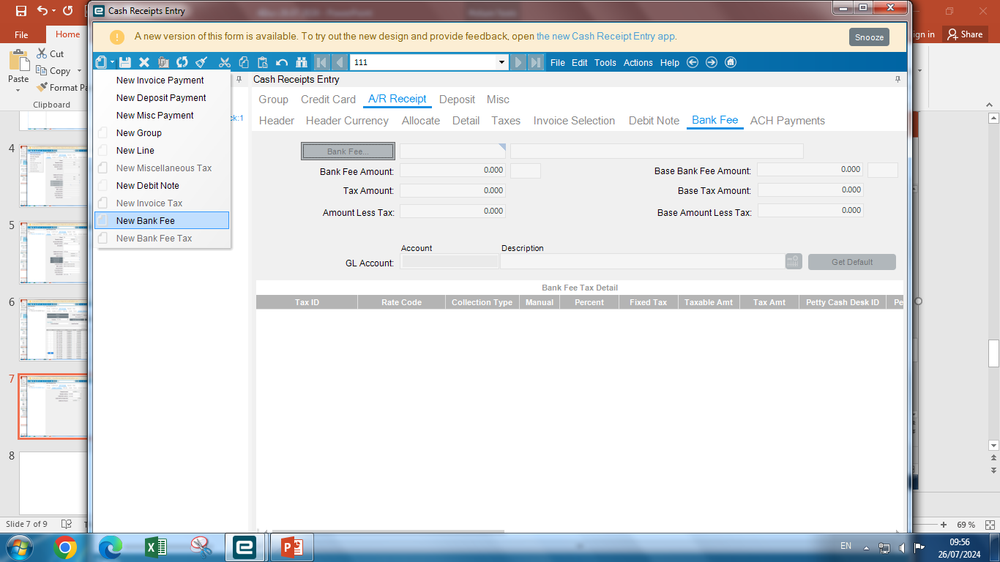 Cash Receipts Entry
File
Home
Sign in
Share
Cut
Copy
Paste
Format Pa
Clipboard
A new version of this form is available. To try out the new design and provide feedback, open the new Cash Receipt Entry app.
Snooze
111
File Edit Tools Actions Help
New Invoice Payment
New Deposit Payment
New Misc Payment
New Group
New Line
New Miscellaneous Tax
New Debit Note
New Invoice Tax
New Bank Fee
New Bank Fee Tax
Cash Receipts Entry
Group Credit Card A/R Receipt Deposit Misc
Header Header Currency Allocate Detail Taxes Invoice Selection Debit Note Bank Fee ACH Payments
Bank Fee...
Bank Fee Amount: 0.000 Base Bank Fee Amount: 0.000
Tax Amount: 0.000 Base Tax Amount: 0.000
Amount Less Tax: 0.000 Base Amount Less Tax: 0.000
Account Description
GL Account: Get Default
Bank Fee Tax Detail
Tax ID Rate Code Collection Type Manual Percent Fixed Tax Taxable Amt Tax Amt Petty Cash Desk ID Pe
4
5
6
7
8
Slide 7 of 9
69 %
EN
09:56
26/07/2024